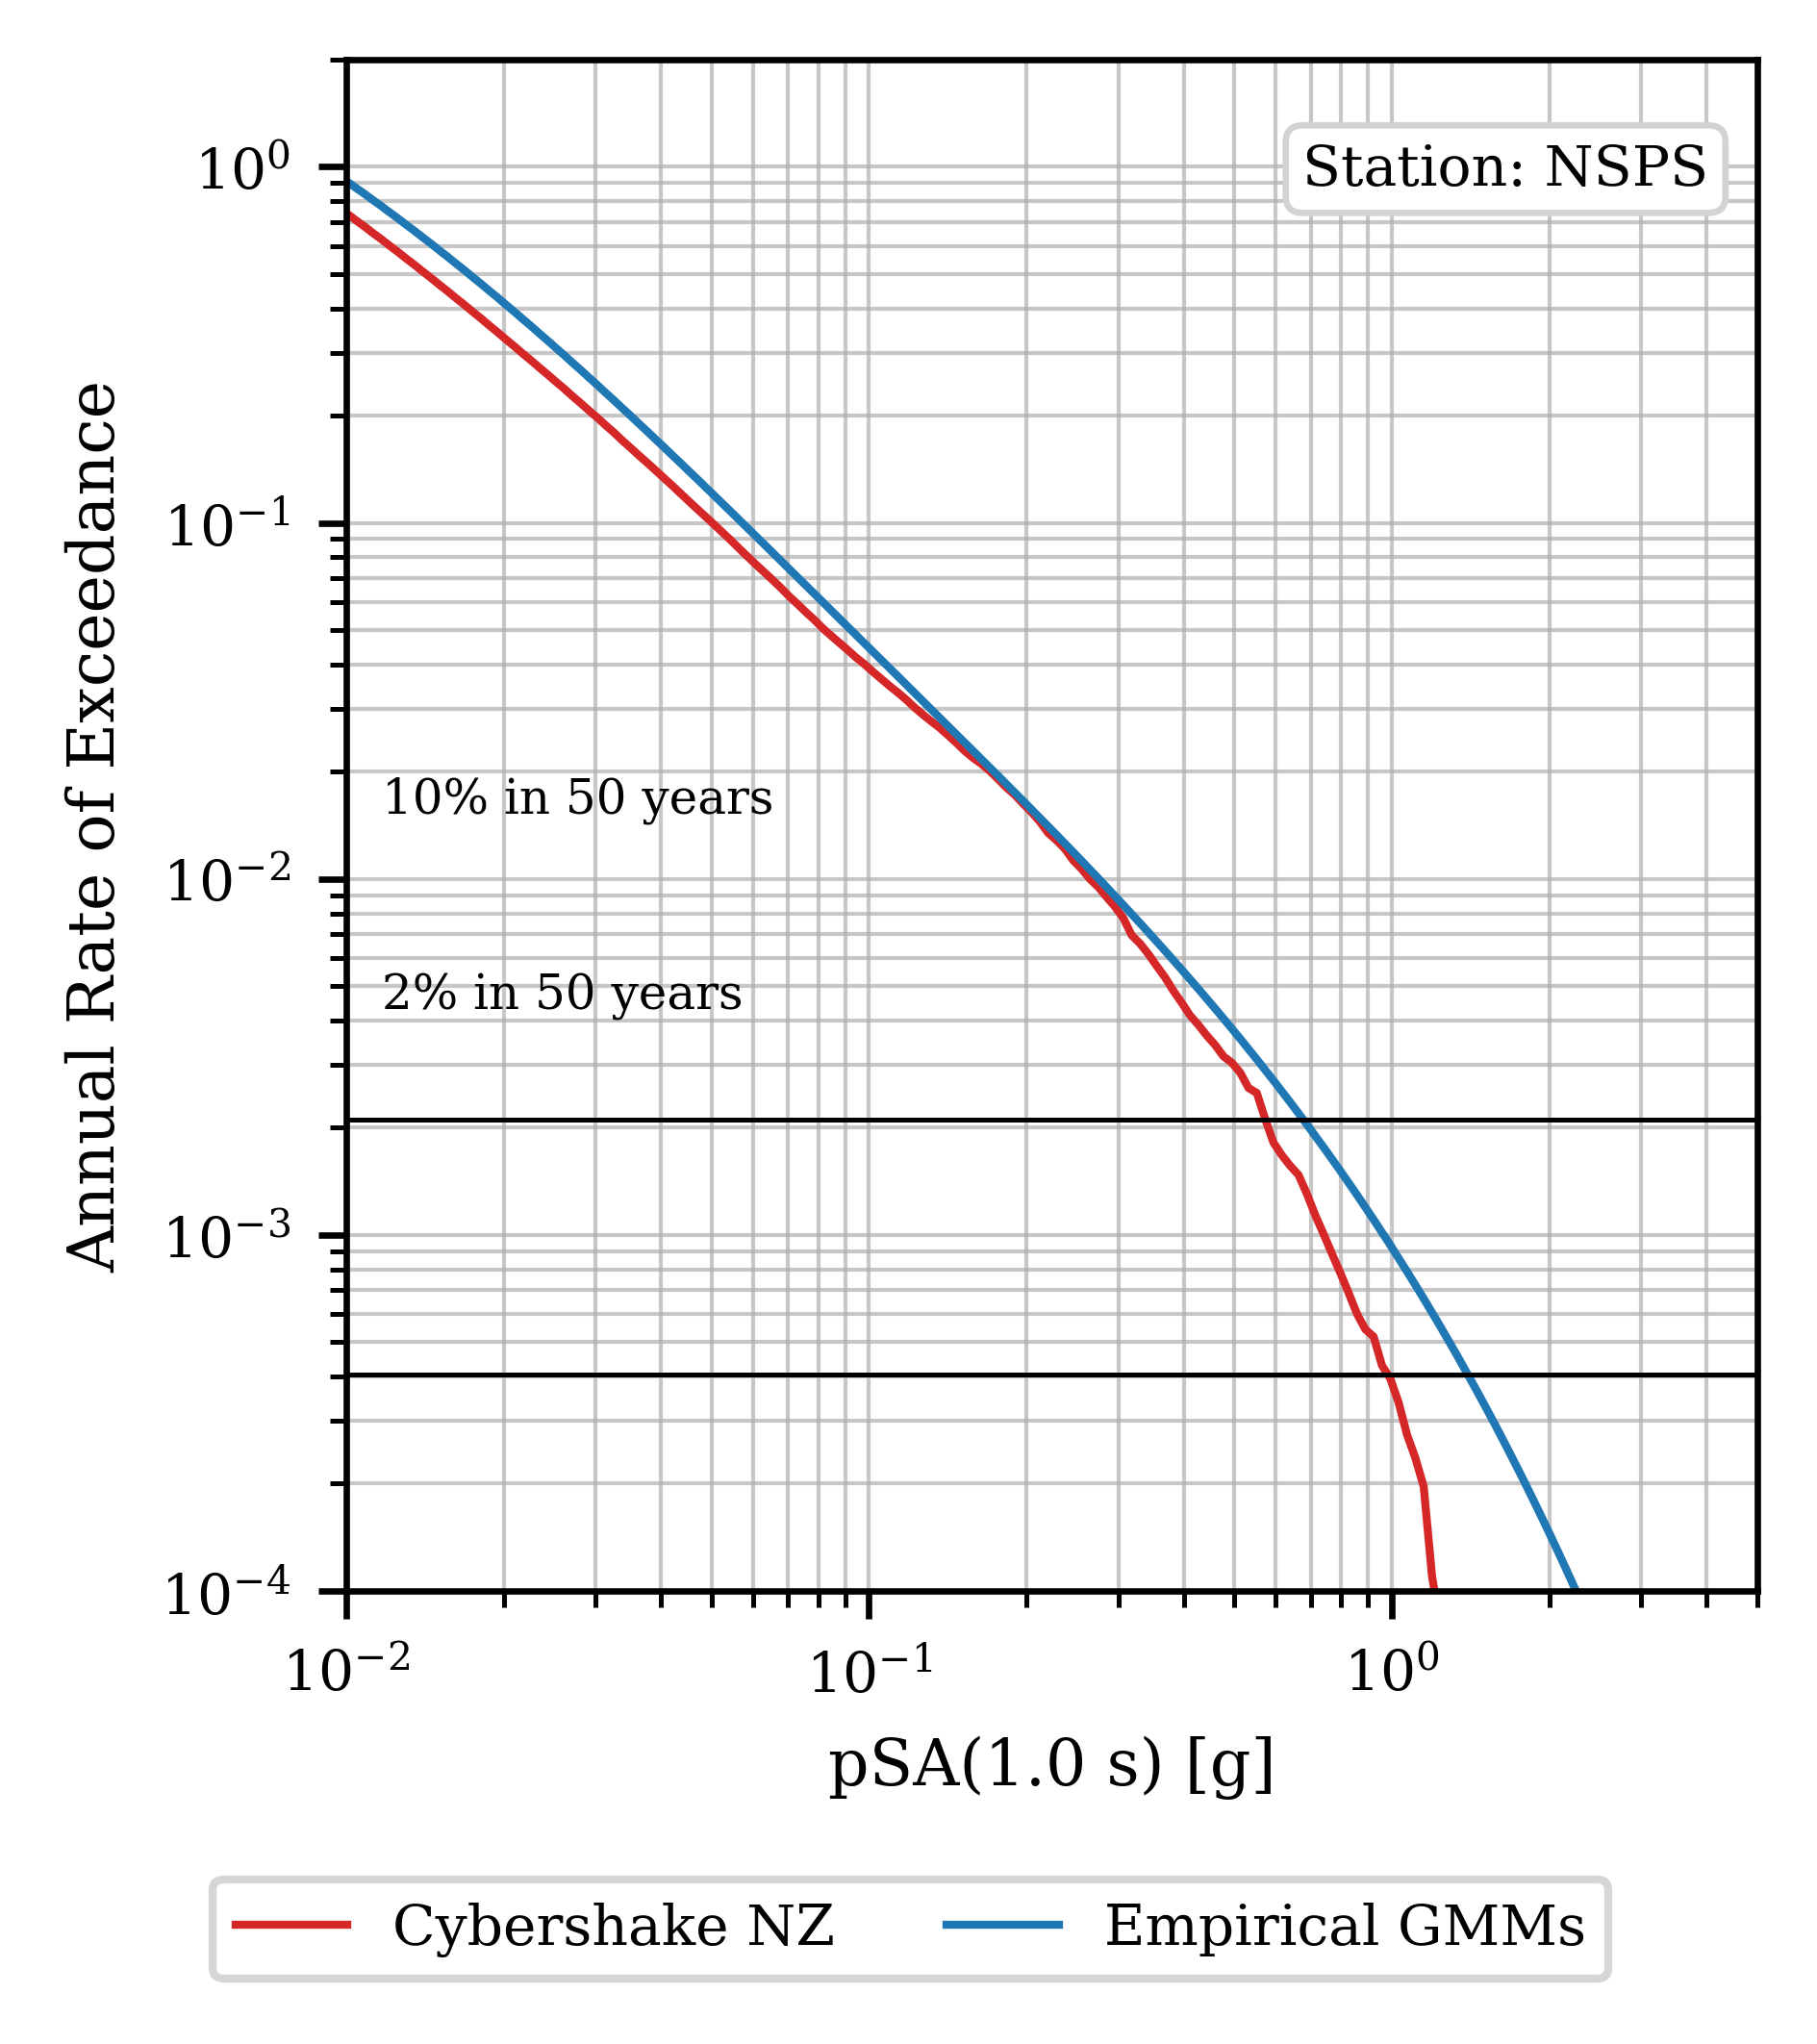 Station: NSPS
10⁰
10⁻¹
10⁻²
10⁻³
10⁻⁴
Annual Rate of Exceedance
10% in 50 years
2% in 50 years
10⁻²
10⁻¹
10⁰
pSA(1.0 s) [g]
Cybershake NZ
Empirical GMMs